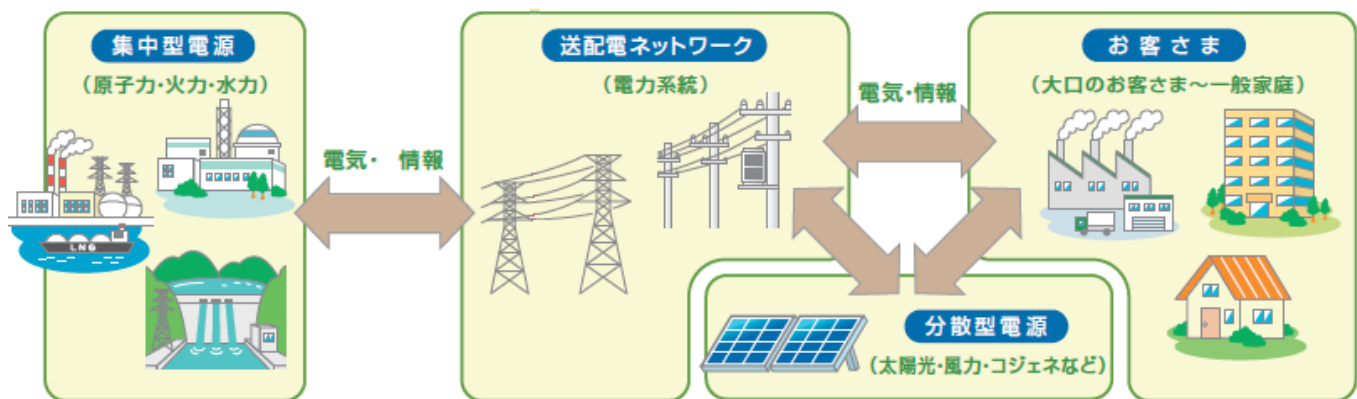 集中型電源
(原子力・火力・水力)
LNG
電気・ 情報
送配電ネットワーク
(電力系統)
電気・情報
お客さま
(大口のお客さま〜一般家庭)
分散型電源
(太陽光・風力・コジェネなど)